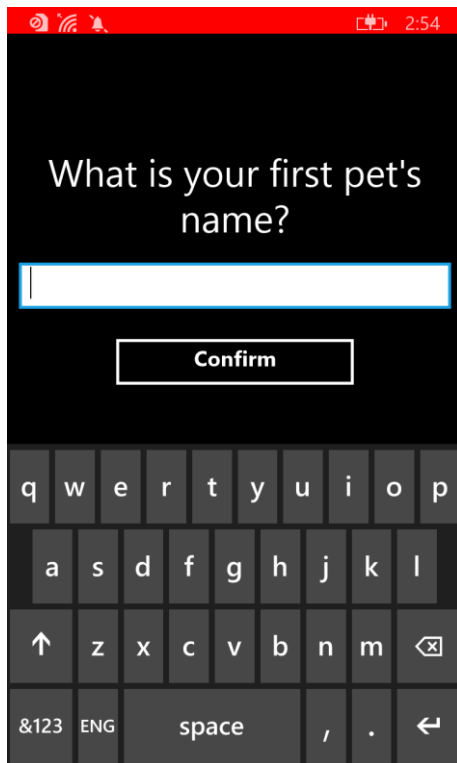 2:54
What is your first pet's
name?
Confirm
q w e r t y u i o p
a s d f g h j k l
z x c v b n m
&123 ENG space , .